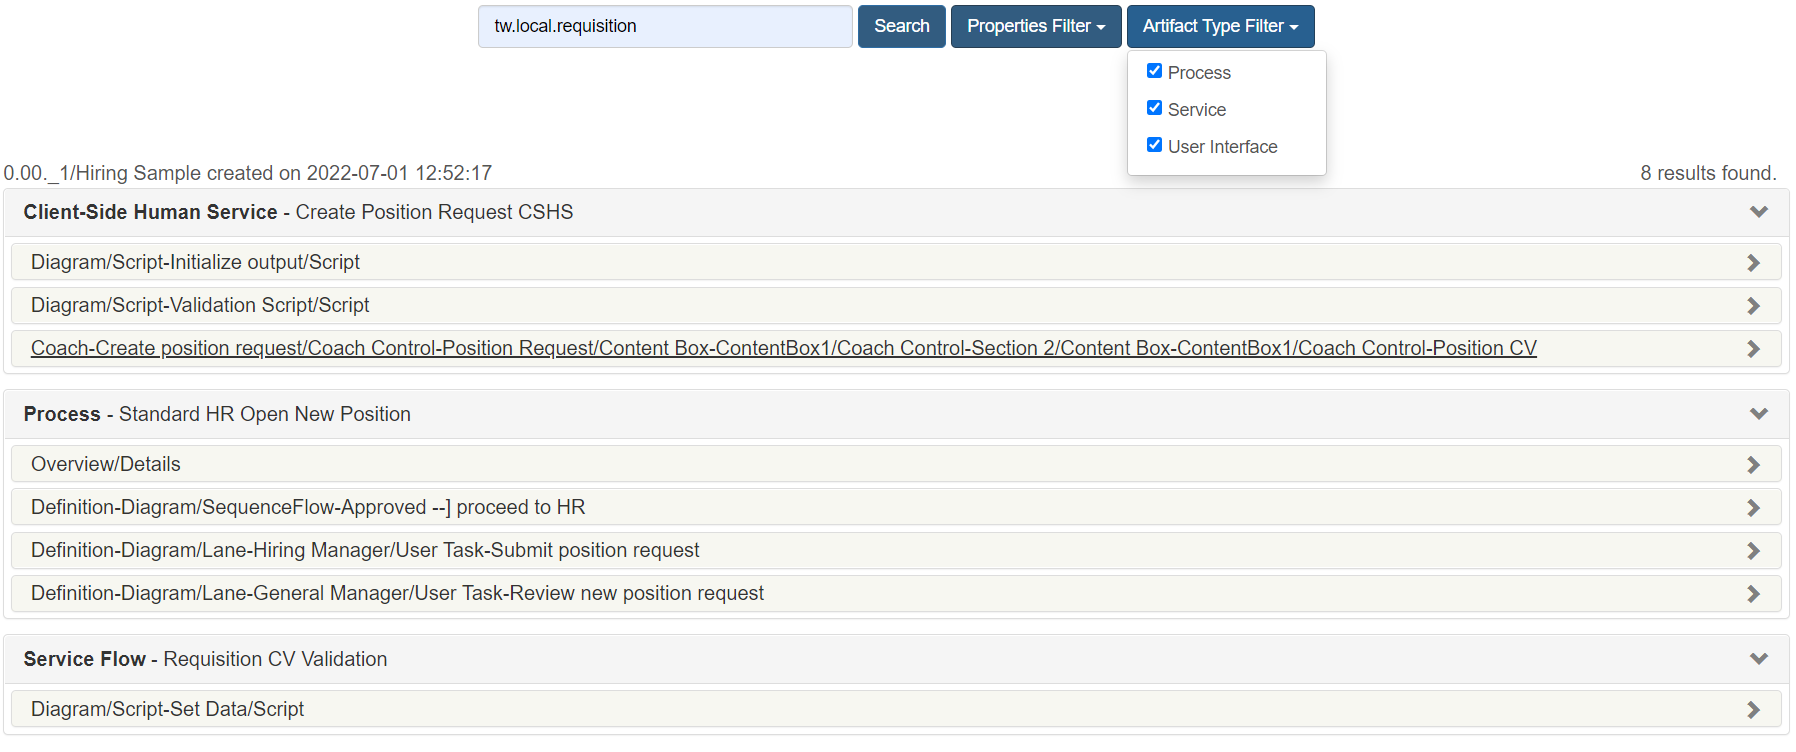 tw.local.requisition Search Properties Filter Artifact Type Filter
Process
Service
User Interface
0.00._1/Hiring Sample created on 2022-07-01 12:52:17 8 results found.
Client-Side Human Service - Create Position Request CSHS
Diagram/Script-Initialize output/Script
Diagram/Script-Validation Script/Script
Coach-Create position request/Coach Control-Position Request/Content Box-ContentBox1/Coach Control-Section 2/Content Box-ContentBox1/Coach Control-Position CV
Process - Standard HR Open New Position
Overview/Details
Definition-Diagram/SequenceFlow-Approved --] proceed to HR
Definition-Diagram/Lane-Hiring Manager/User Task-Submit position request
Definition-Diagram/Lane-General Manager/User Task-Review new position request
Service Flow - Requisition CV Validation
Diagram/Script-Set Data/Script